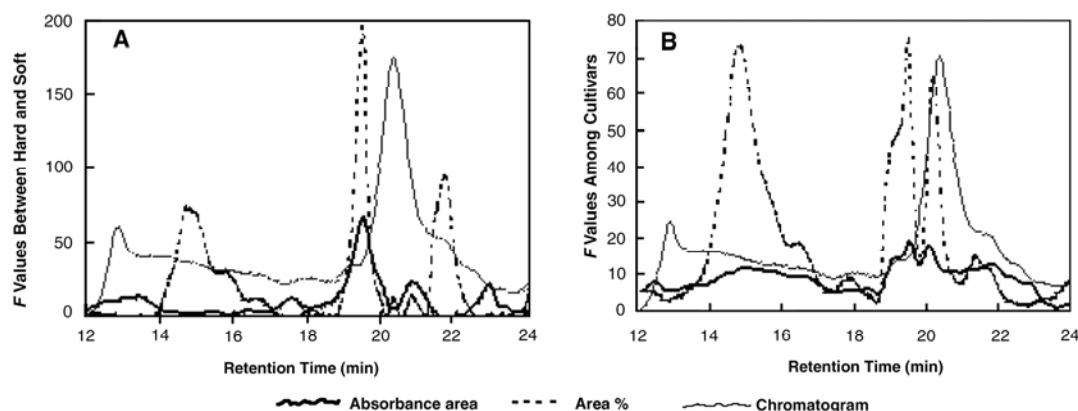 A
F Values Between Hard and Soft
200
150
100
50
0
12 14 16 18 20 22 24
Retention Time (min)
B
F Values Among Cultivars
80
70
60
50
40
30
20
10
0
12 14 16 18 20 22 24
Retention Time (min)
Absorbance area Area % Chromatogram